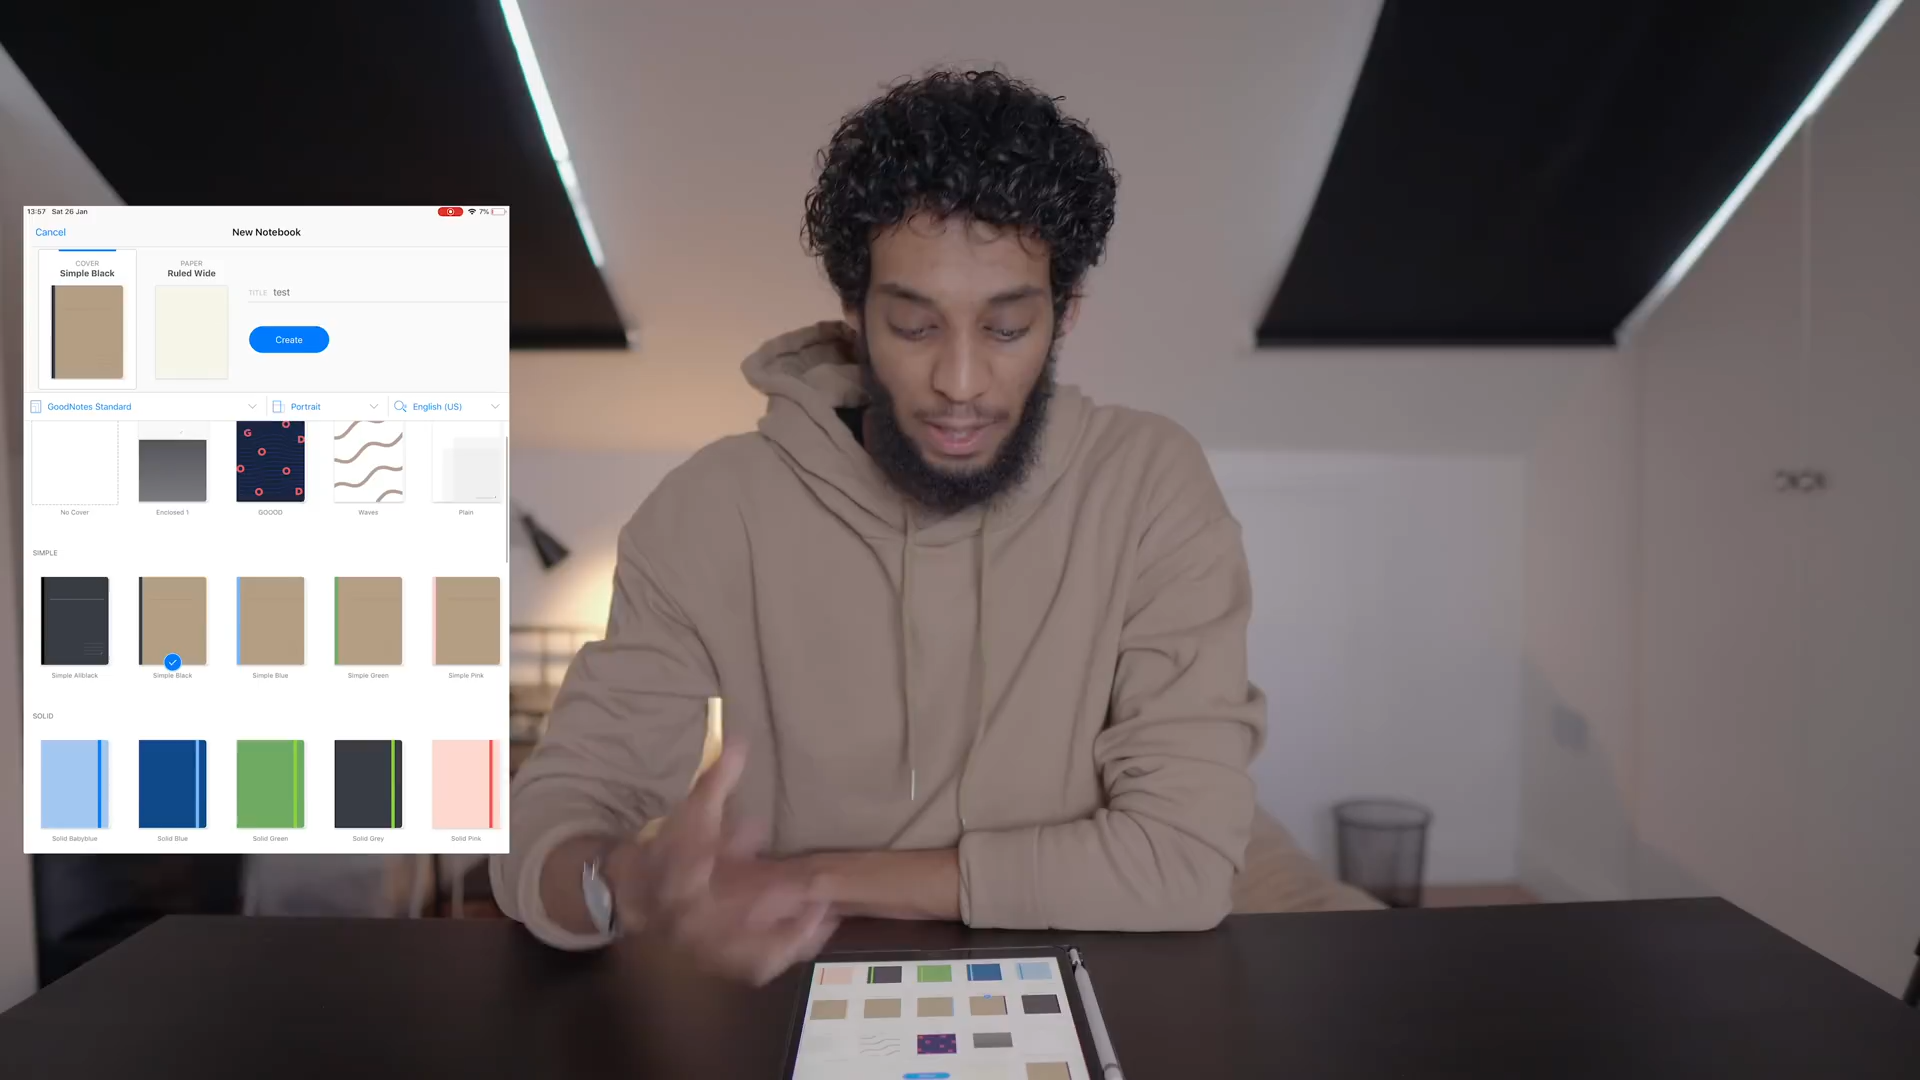 13:57 Sat 26 Jan
7%
Cancel
New Notebook
COVER
Simple Black
PAPER
Ruled Wide
TITLE test
Create
GoodNotes Standard
Portrait
English (US)
G
O
D
O
O
O
O
D
No Cover
Enclosed 1
GOOOD
Waves
Plain
SIMPLE
Simple Allblack
Simple Black
Simple Blue
Simple Green
Simple Pink
SOLID
Solid Babyblue
Solid Blue
Solid Green
Solid Grey
Solid Pink